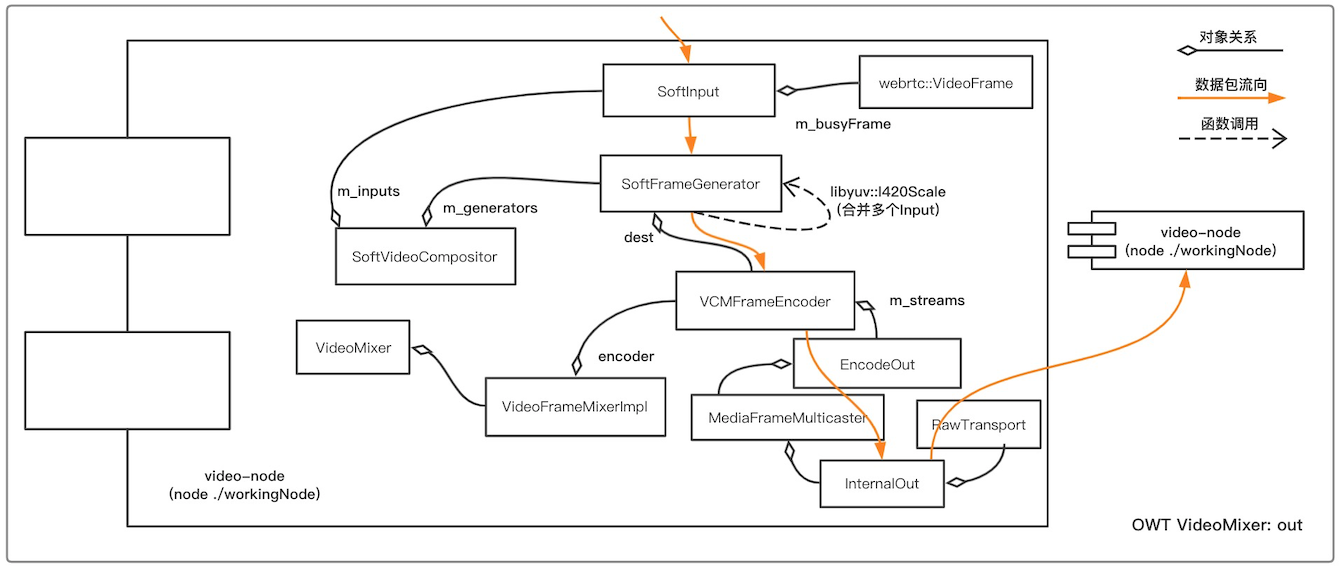 对象关系
SoftInput
webrtc::VideoFrame
数据包流向
m_busyFrame
函数调用
SoftFrameGenerator
libyuv::I420Scale
(合并多个Input)
m_inputs
m_generators
dest
video-node
(node ./workingNode)
SoftVideoCompositor
VCMFrameEncoder
m_streams
VideoMixer
encoder
EncodeOut
VideoFrameMixerImpl
MediaFrameMulticaster
RawTransport
video-node
(node ./workingNode)
InternalOut
OWT VideoMixer: out